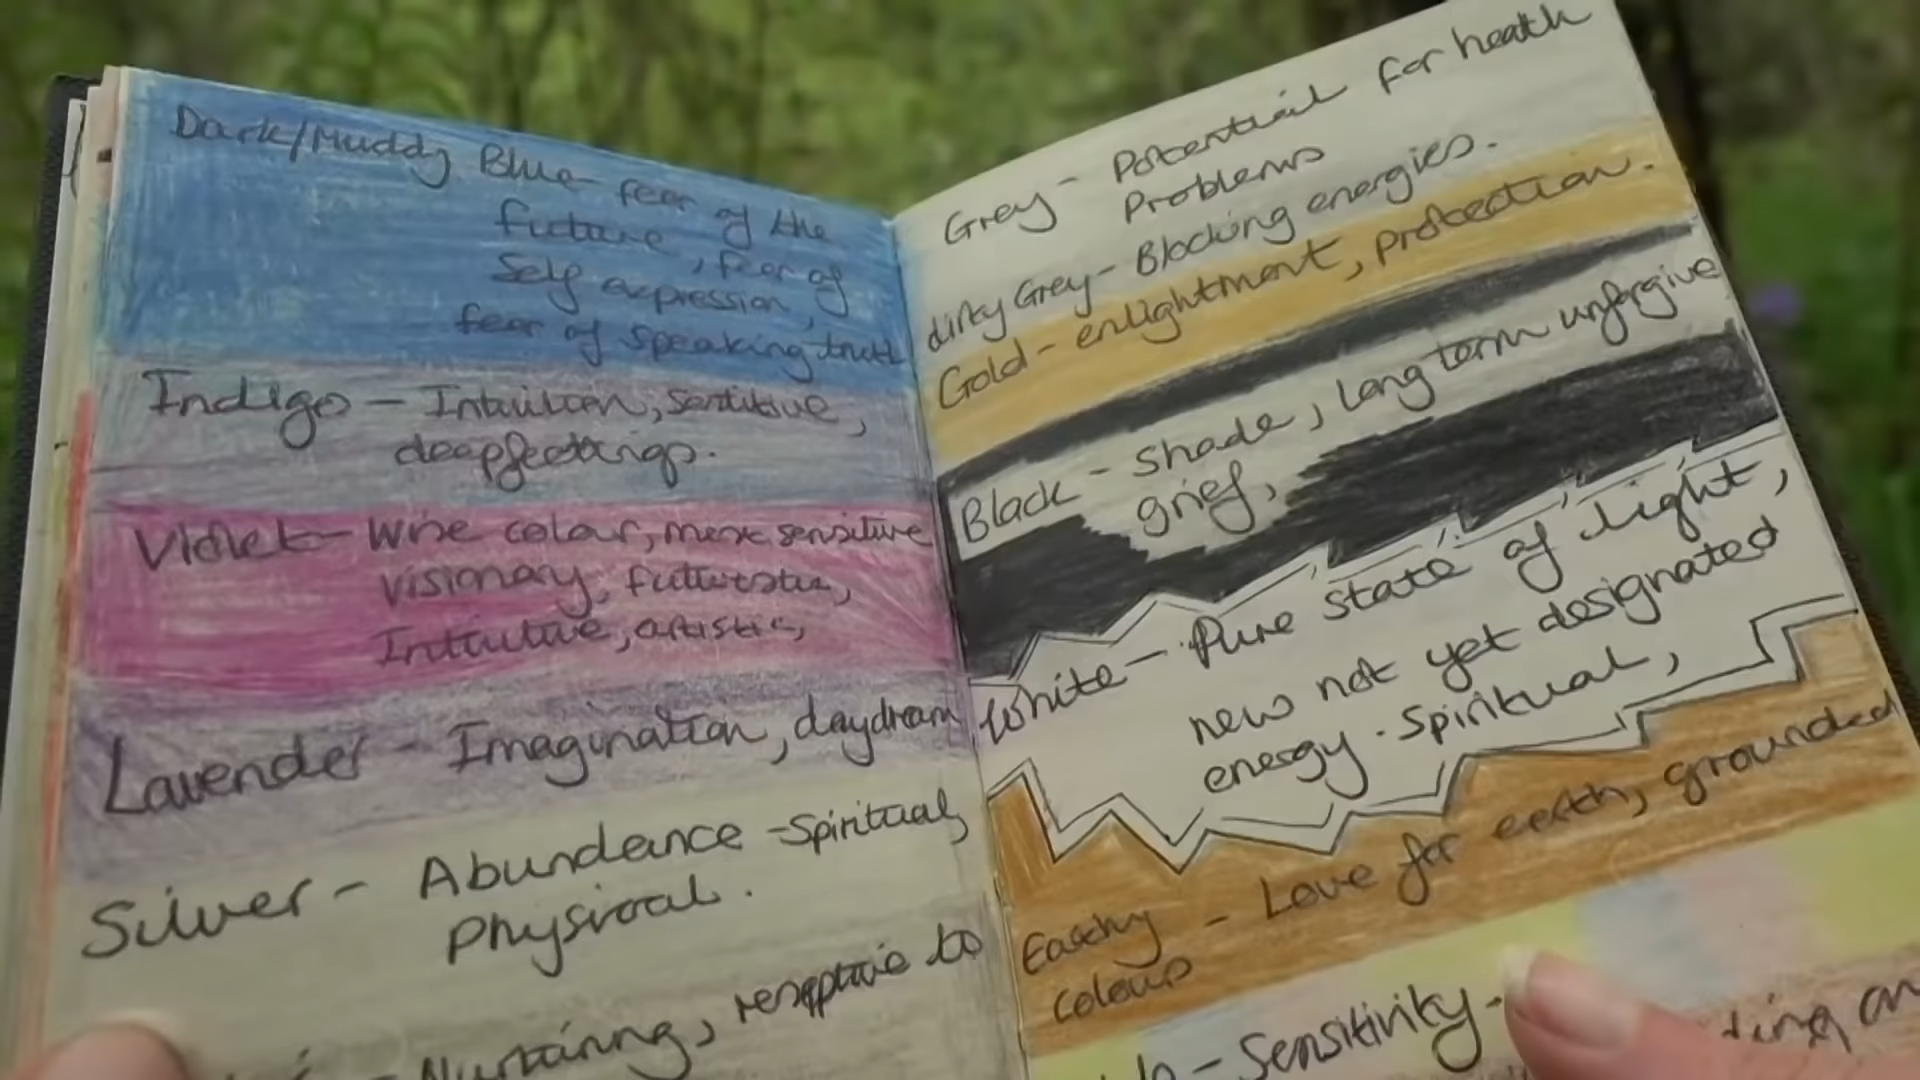 Dark/Muddy Blue - fear of the
future, fear of
Self expression,
fear of speaking truth
Indigo - Intuition, sensitive,
deep feelings.
Violet - Wise colour, most sensitive
visionary, futuristic,
Intuitive, artistic,
Lavender - Imagination, daydream
Silver - Abundance - Spiritual,
Physical.
- Nurturing, receptive to
Grey - Potential for heath
Problems
dirty Grey - Blocking energies.
Gold - enlightment, protection.
Black - Shade, long term unforgive
grief,
White - Pure state of light,
new not yet designated
energy. Spiritual,
Earthy - Love for earth, grounded
Colours
- Sensitivity -